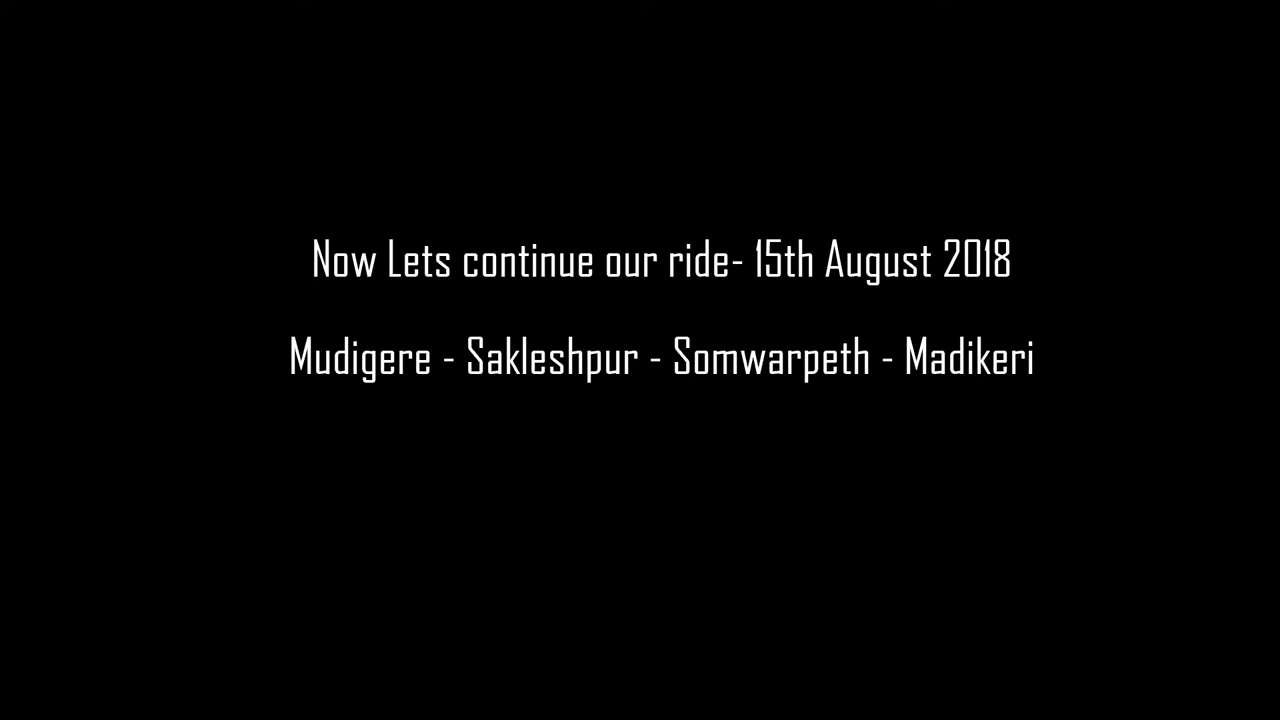 Now Lets continue our ride- 15th August 2018
Mudigere - Sakleshpur - Somwarpeth - Madikeri